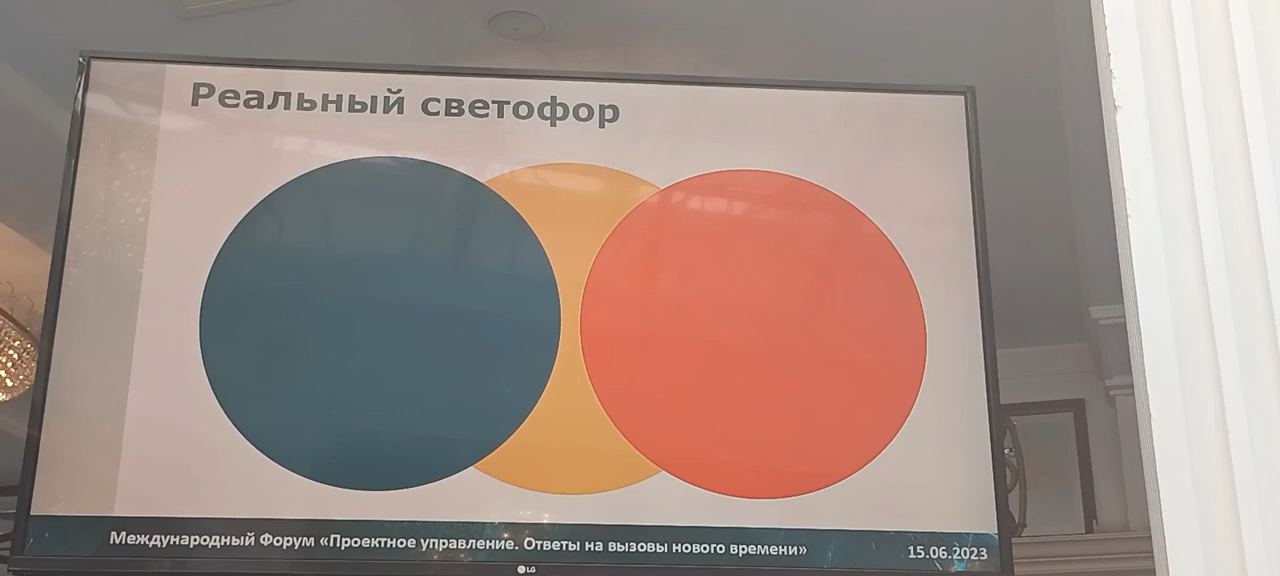 Реальный светофор
Международный Форум «Проектное управление. Ответы на вызовы нового времени»
15.06.2023
LG